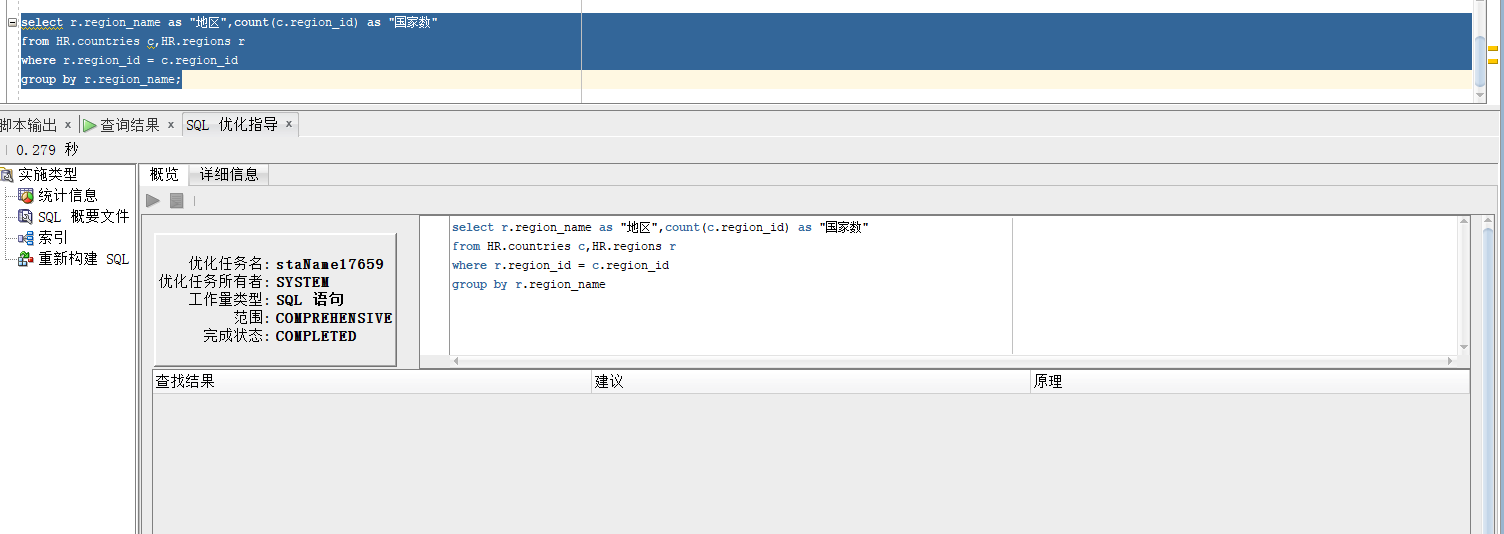 select r.region_name as "地区",count(c.region_id) as "国家数"
from HR.countries c,HR.regions r
where r.region_id = c.region_id
group by r.region_name;
脚本输出 x 查询结果 x SQL 优化指导 x
0.279 秒
实施类型
统计信息
SQL 概要文件
索引
重新构建 SQL
概览 详细信息
优化任务名: staName17659
优化任务所有者: SYSTEM
工作量类型: SQL 语句
范围: COMPREHENSIVE
完成状态: COMPLETED
select r.region_name as "地区",count(c.region_id) as "国家数"
from HR.countries c,HR.regions r
where r.region_id = c.region_id
group by r.region_name
查找结果 建议 原理